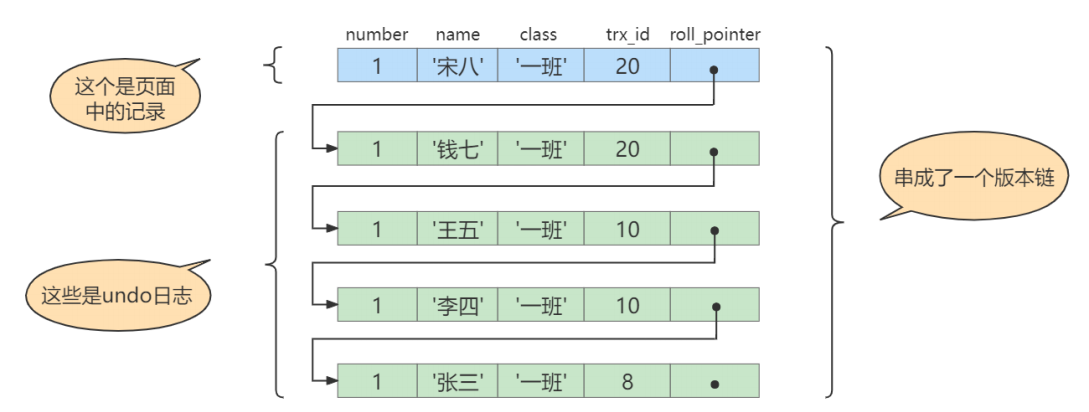 number name class trx_id roll_pointer
1 '宋八' '一班' 20
这个是页面
中的记录
1 '钱七' '一班' 20
串成了一个版本链
1 '王五' '一班' 10
这些是undo日志
1 '李四' '一班' 10
1 '张三' '一班' 8